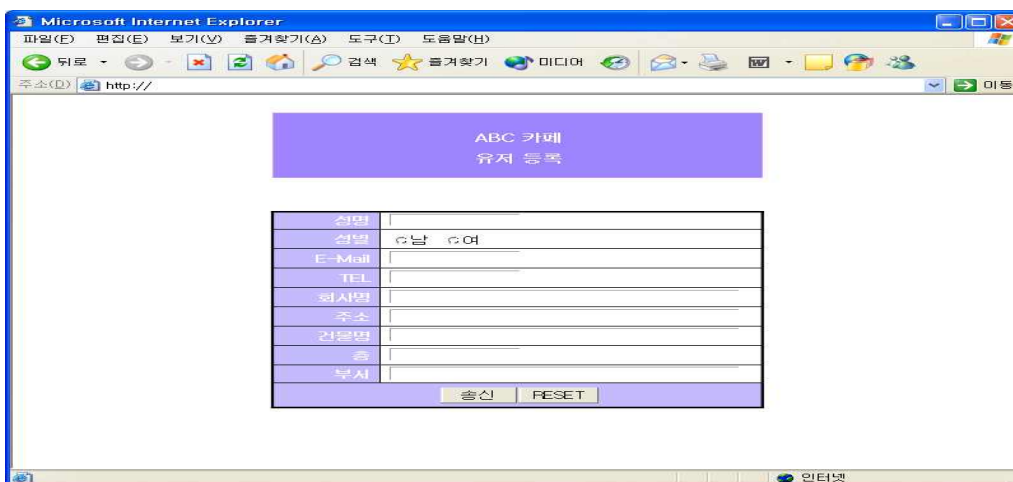 Microsoft Internet Explorer
파일(F) 편집(E) 보기(V) 즐겨찾기(A) 도구(T) 도움말(H)
뒤로 검색 즐겨찾기 미디어
주소(D) http:// 이동
ABC 카페
유저 등록
성명
성별 남 여
E-Mail
TEL
회사명
주소
건물명
층
부서
송신 RESET
인터넷